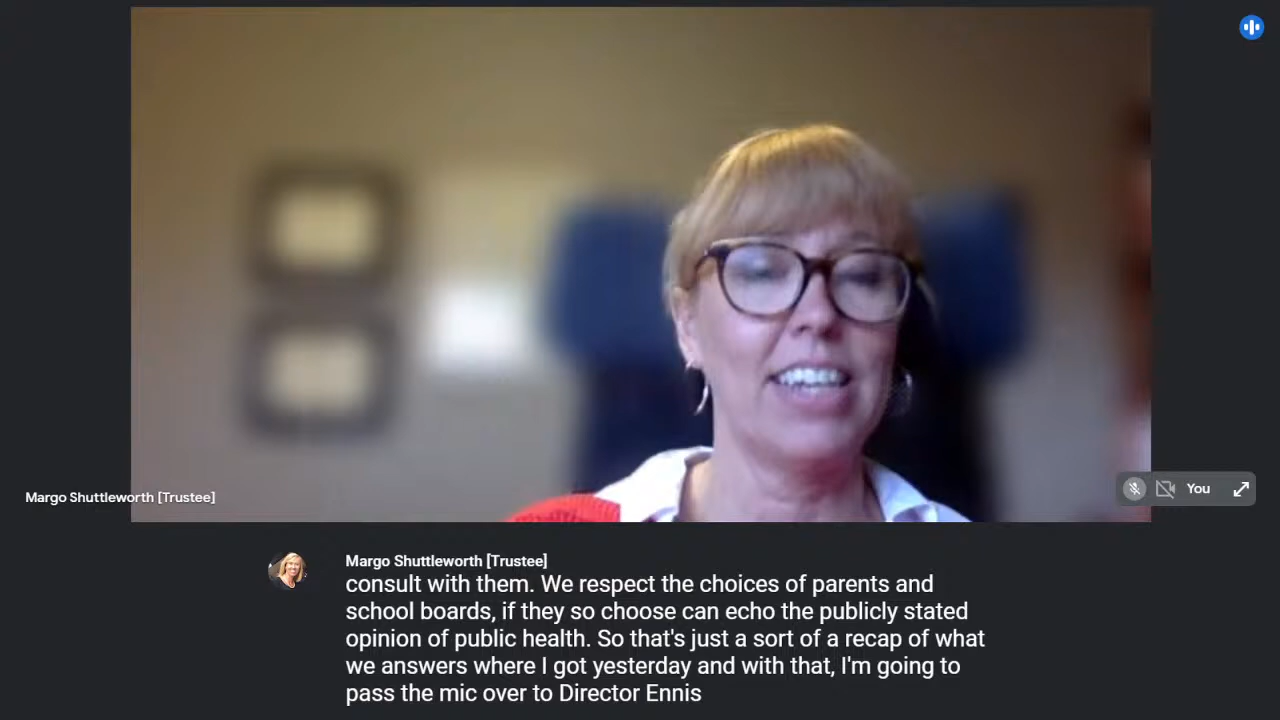 Margo Shuttleworth [Trustee]
You
Margo Shuttleworth [Trustee]
consult with them. We respect the choices of parents and
school boards, if they so choose can echo the publicly stated
opinion of public health. So that's just a sort of a recap of what
we answers where I got yesterday and with that, I'm going to
pass the mic over to Director Ennis